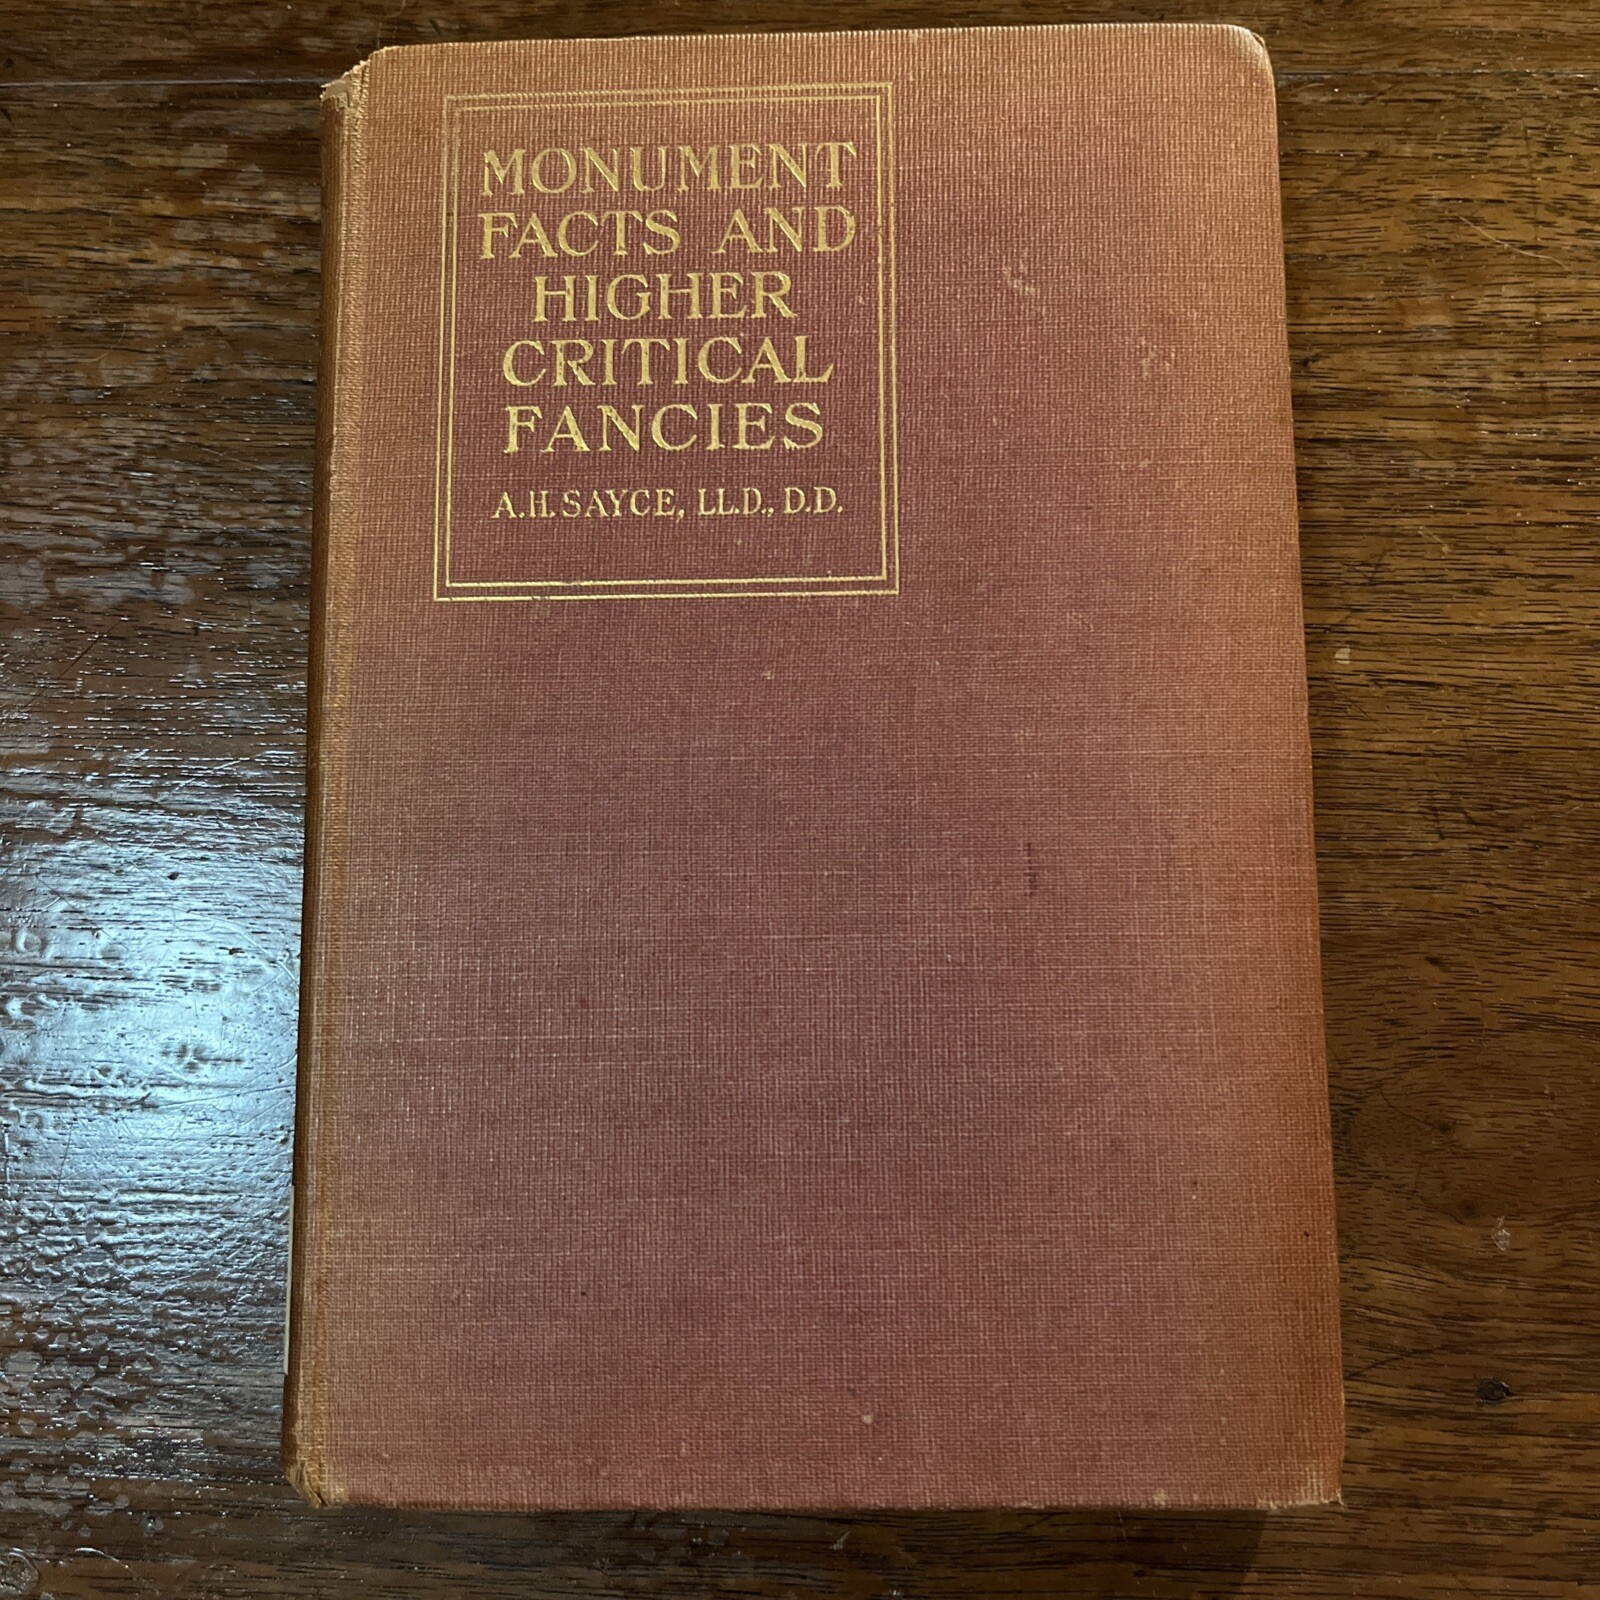 MONUMENT
FACTS AND
HIGHER
CRITICAL
FANCIES
A.H. SAYCE, LL.D., D.D.